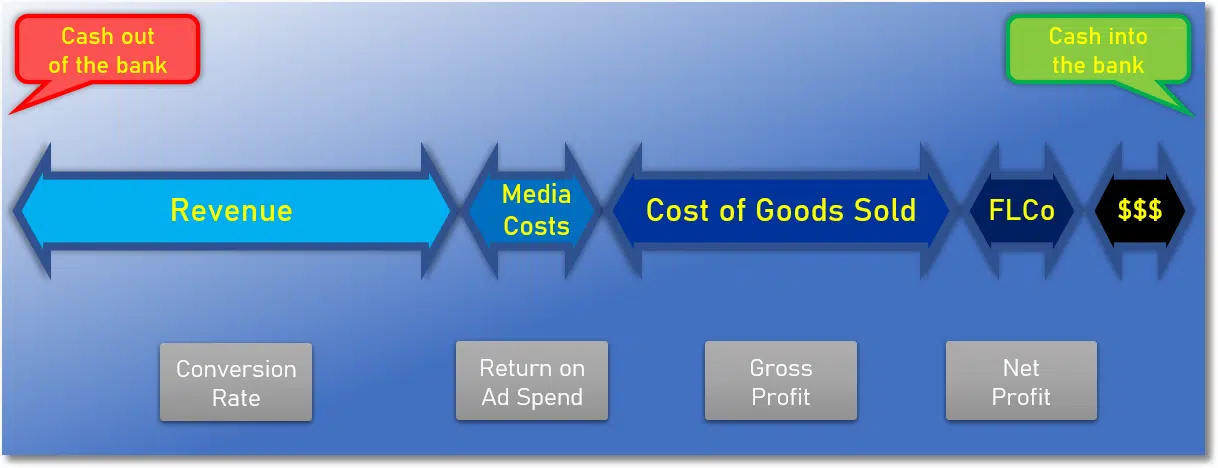 Cash out
of the bank
Cash into
the bank
Revenue
Media
Costs
Cost of Goods Sold
FLCo
$$$
Conversion
Rate
Return on
Ad Spend
Gross
Profit
Net
Profit